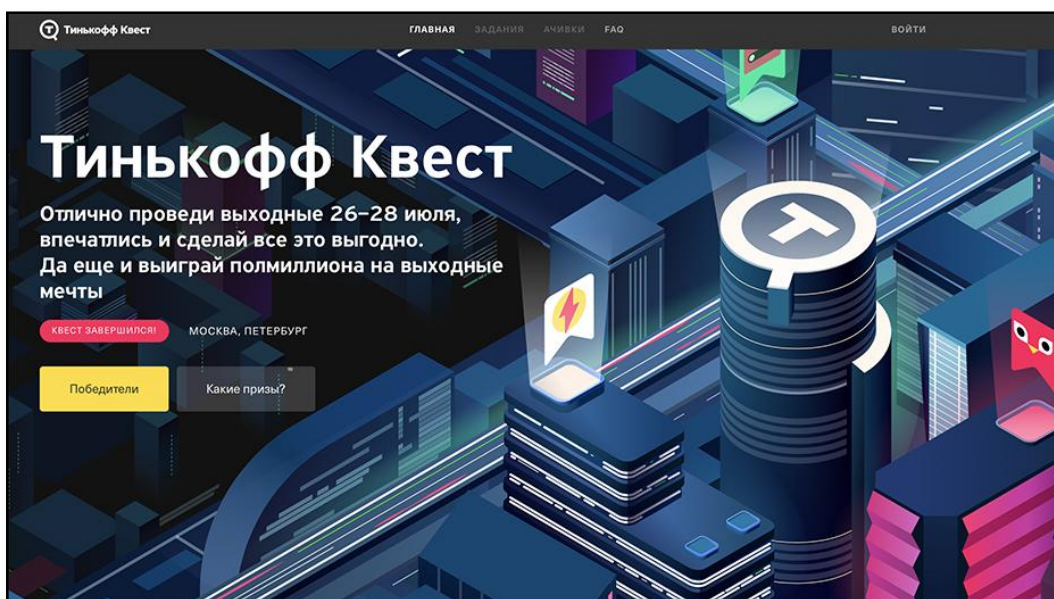 Тинькофф Квест
ГЛАВНАЯ ЗАДАНИЯ АЧИВКИ FAQ
ВОЙТИ
Тинькофф Квест
Отлично проведи выходные 26–28 июля,
впечатлись и сделай все это выгодно.
Да еще и выиграй полмиллиона на выходные
мечты
КВЕСТ ЗАВЕРШИЛСЯ!
МОСКВА, ПЕТЕРБУРГ
Победители
Какие призы?